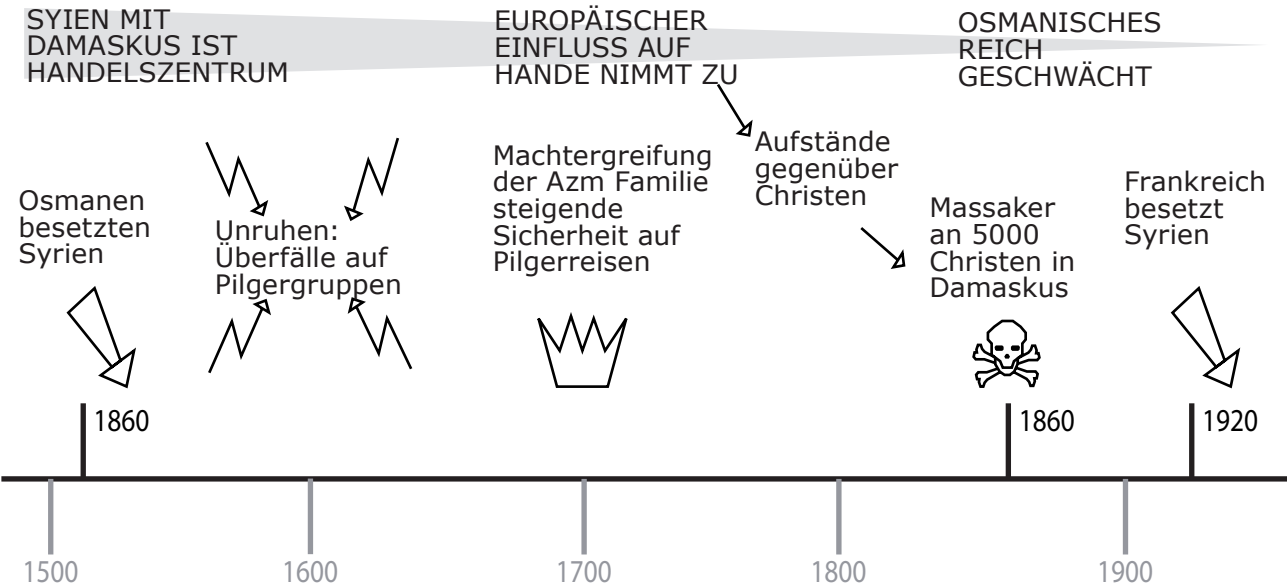 SYIEN MIT
DAMASKUS IST
HANDELSZENTRUM
EUROPÄISCHER
EINFLUSS AUF
HANDE NIMMT ZU
OSMANISCHES
REICH
GESCHWÄCHT
Osmanen
besetzten
Syrien
Unruhen:
Überfälle auf
Pilgergruppen
Machtergreifung
der Azm Familie
steigende
Sicherheit auf
Pilgerreisen
Aufstände
gegenüber
Christen
Massaker
an 5000
Christen in
Damaskus
Frankreich
besetzt
Syrien
1860
1860
1920
1500
1600
1700
1800
1900